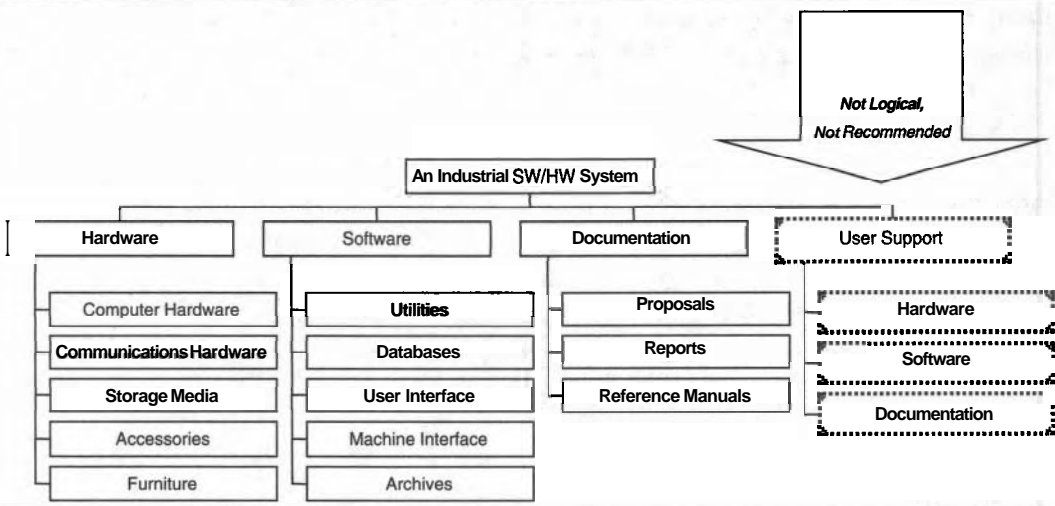 Not Logical,
Not Recommended
An Industrial SW/HW System
Hardware
Software
Documentation
User Support
Computer Hardware
Communications Hardware
Storage Media
Accessories
Furniture
Utilities
Databases
User Interface
Machine Interface
Archives
Proposals
Reports
Reference Manuals
Hardware
Software
Documentation